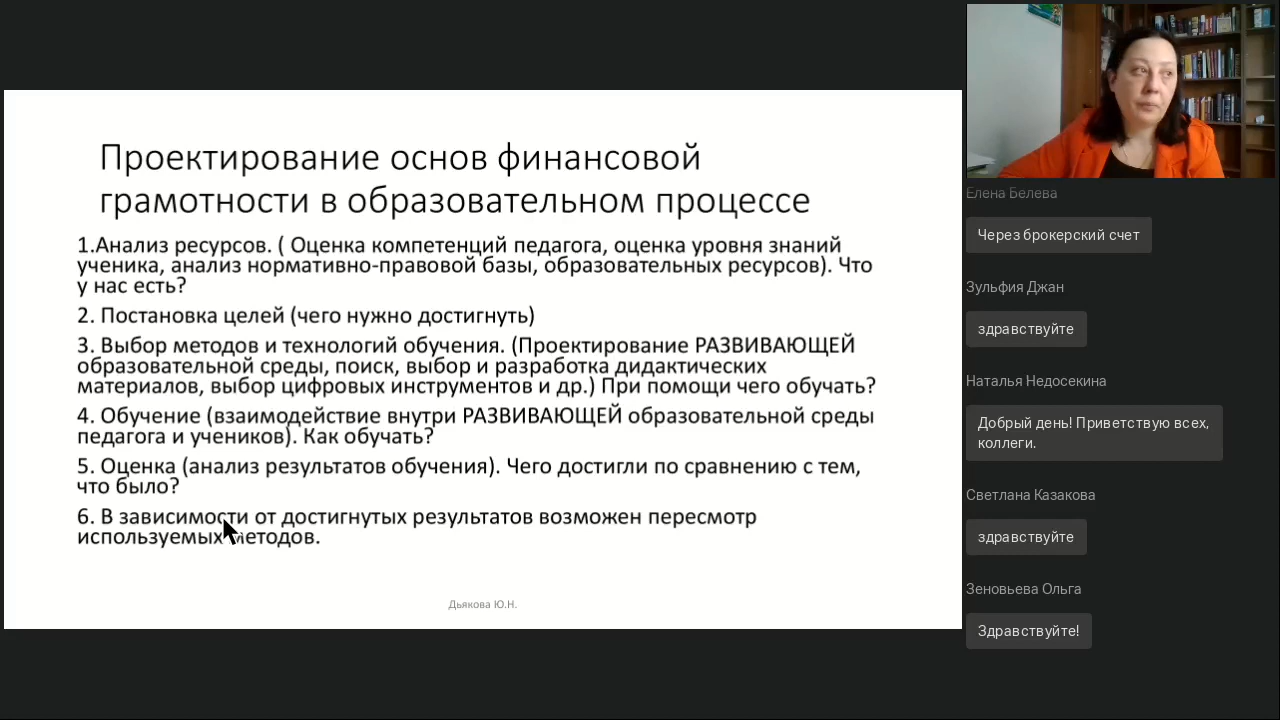 Проектирование основ финансовой
грамотности в образовательном процессе
1.Анализ ресурсов. ( Оценка компетенций педагога, оценка уровня знаний
ученика, анализ нормативно-правовой базы, образовательных ресурсов). Что
у нас есть?
2. Постановка целей (чего нужно достигнуть)
3. Выбор методов и технологий обучения. (Проектирование РАЗВИВАЮЩЕЙ
образовательной среды, поиск, выбор и разработка дидактических
материалов, выбор цифровых инструментов и др.) При помощи чего обучать?
4. Обучение (взаимодействие внутри РАЗВИВАЮЩЕЙ образовательной среды
педагога и учеников). Как обучать?
5. Оценка (анализ результатов обучения). Чего достигли по сравнению с тем,
что было?
6. В зависимости от достигнутых результатов возможен пересмотр
используемых методов.
Дьякова Ю.Н.
Елена Белева
Через брокерский счет
Зульфия Джан
здравствуйте
Наталья Недосекина
Добрый день! Приветствую всех,
коллеги.
Светлана Казакова
здравствуйте
Зеновьева Ольга
Здравствуйте!